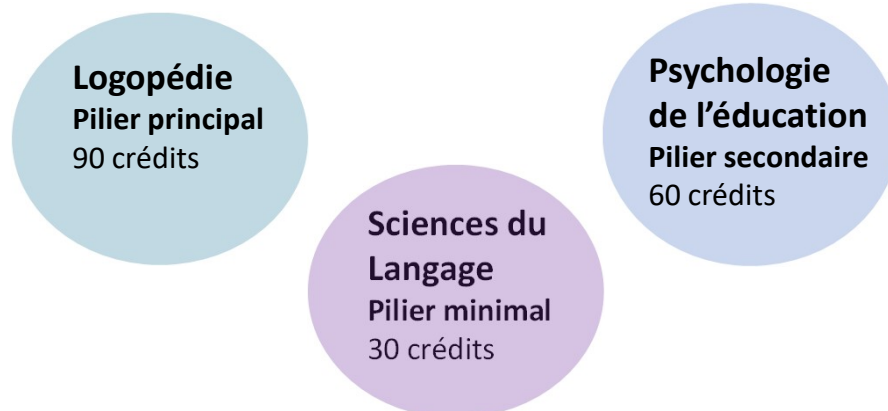 Logopédie
Pilier principal
90 crédits
Psychologie
de l’éducation
Pilier secondaire
60 crédits
Sciences du
Langage
Pilier minimal
30 crédits